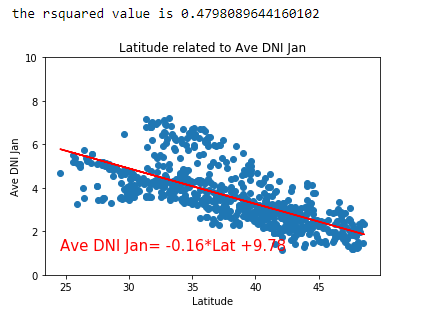 the rsquared value is 0.4798089644160102
Latitude related to Ave DNI Jan
10
8
6
4
2
0
Ave DNI Jan
Ave DNI Jan= -0.16*Lat +9.78
25 30 35 40 45
Latitude